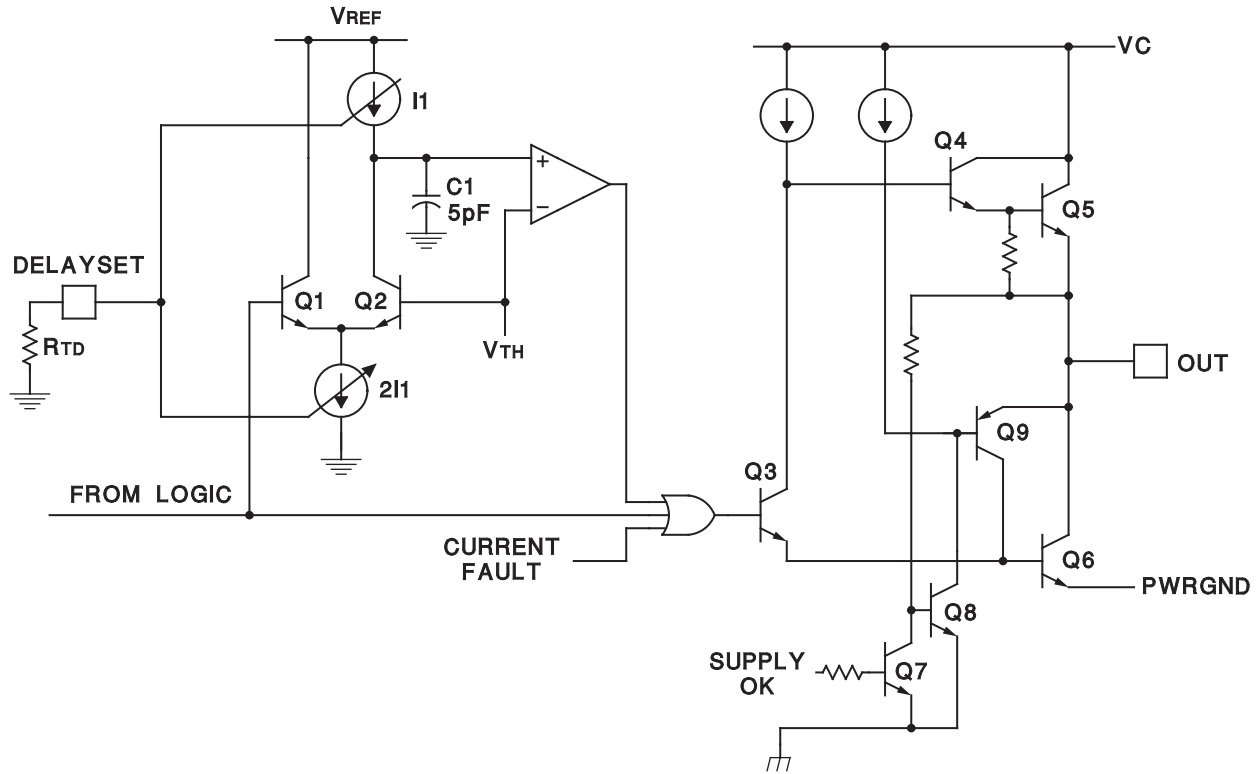 VREF
VC
I1
Q4
C1
5pF
+
−
Q5
DELAYSET
Q1
Q2
RTD
VTH
OUT
2I1
Q9
Q3
FROM LOGIC
CURRENT
FAULT
Q6
PWRGND
Q8
SUPPLY
OK
Q7